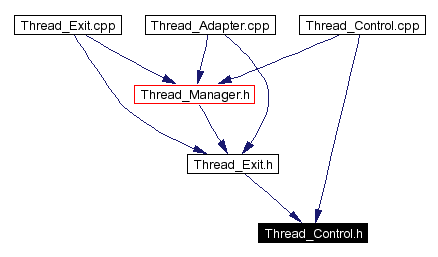 Thread_Exit.cpp
Thread_Adapter.cpp
Thread_Control.cpp
Thread_Manager.h
Thread_Exit.h
Thread_Control.h